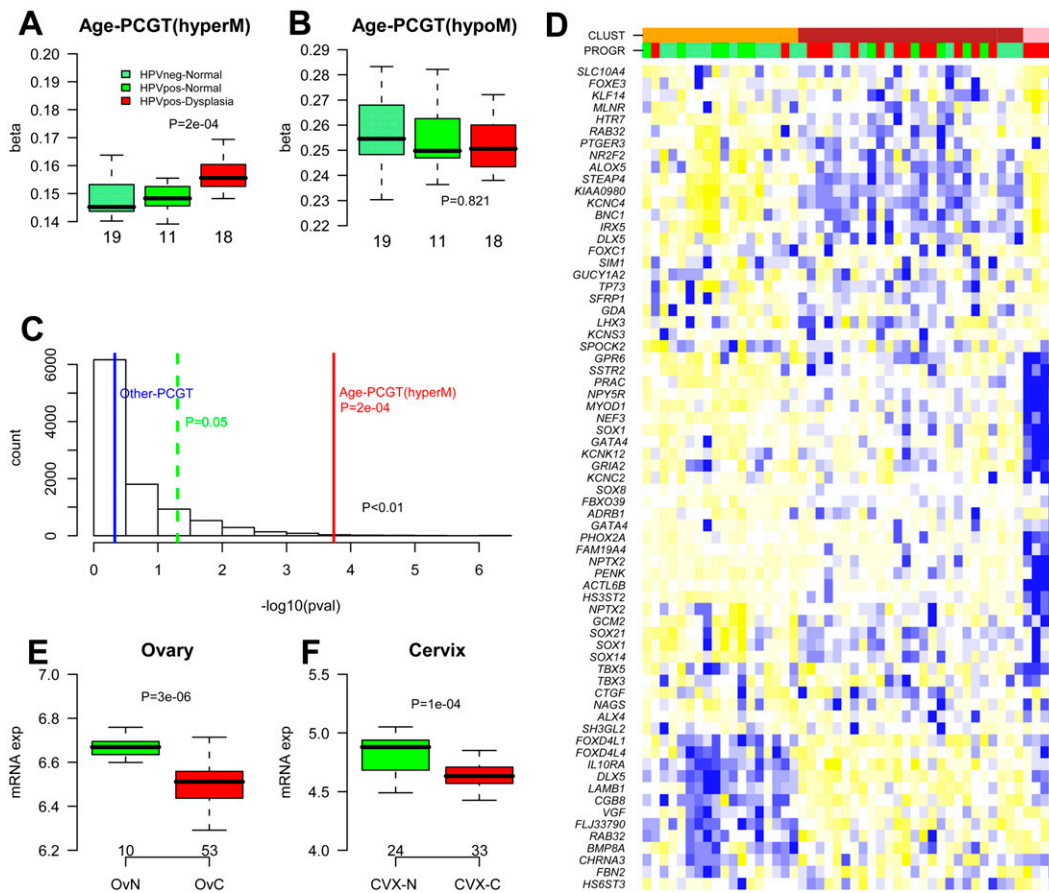 A
Age-PCGT(hyperM)
beta
0.20
0.19
0.18
0.17
0.16
0.15
0.14
HPVneg-Normal
HPVpos-Normal
HPVpos-Dysplasia
P=2e-04
19 11 18
B
Age-PCGT(hypoM)
beta
0.29
0.28
0.27
0.26
0.25
0.24
0.23
0.22
P=0.821
19 11 18
C
count
6000
4000
2000
0
Other-PCGT
P=0.05
Age-PCGT(hyperM)
P=2e-04
P<0.01
0 1 2 3 4 5 6
-log10(pval)
D
CLUST
PROGR
SLC10A4
FOXE3
KLF14
MLNR
HTR7
RAB32
PTGER3
NR2F2
ALOX5
STEAP4
KIAA0980
KCNC4
BNC1
IRX5
DLX5
FOXC1
SIM1
GUCY1A2
TP73
SFRP1
GDA
LHX3
KCNS3
SPOCK2
GPR6
SSTR2
PRAC
NPY5R
MYOD1
NEF3
SOX1
GATA4
KCNK12
GRIA2
KCNC2
SOX8
FBXO39
ADRB1
GATA4
PHOX2A
FAM19A4
NPTX2
PENK
ACTL6B
HS3ST2
NPTX2
GCM2
SOX21
SOX1
SOX14
TBX5
TBX3
CTGF
NAGS
ALX4
SH3GL2
FOXD4L1
FOXD4L4
IL10RA
DLX5
LAMB1
CGB8
VGF
FLJ33790
RAB32
BMP8A
CHRNA3
FBN2
HS6ST3
E
Ovary
mRNA exp
7.0
6.8
6.6
6.4
6.2
P=3e-06
10 53
OvN OvC
F
Cervix
mRNA exp
5.5
5.0
4.5
4.0
P=1e-04
24 33
CVX-N CVX-C